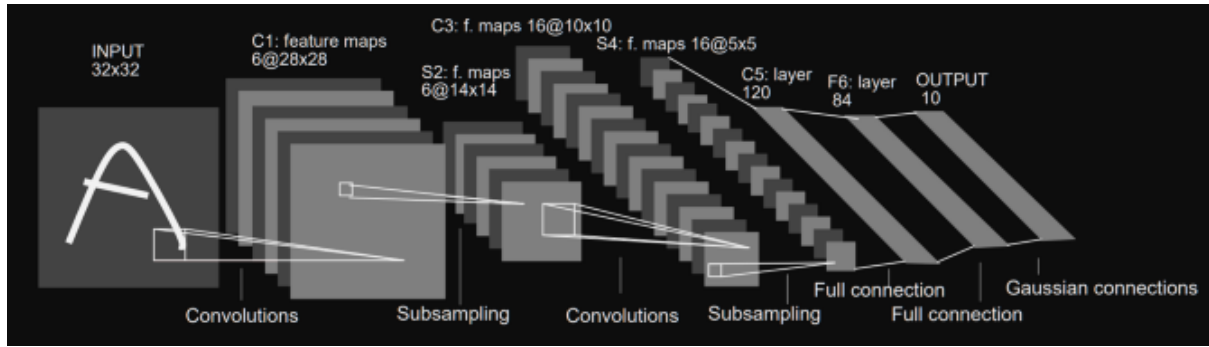 INPUT
32x32
C1: feature maps
6@28x28
S2: f. maps
6@14x14
C3: f. maps 16@10x10
S4: f. maps 16@5x5
C5: layer
120
F6: layer
84
OUTPUT
10
Convolutions
Subsampling
Convolutions
Subsampling
Full connection
Full connection
Gaussian connections